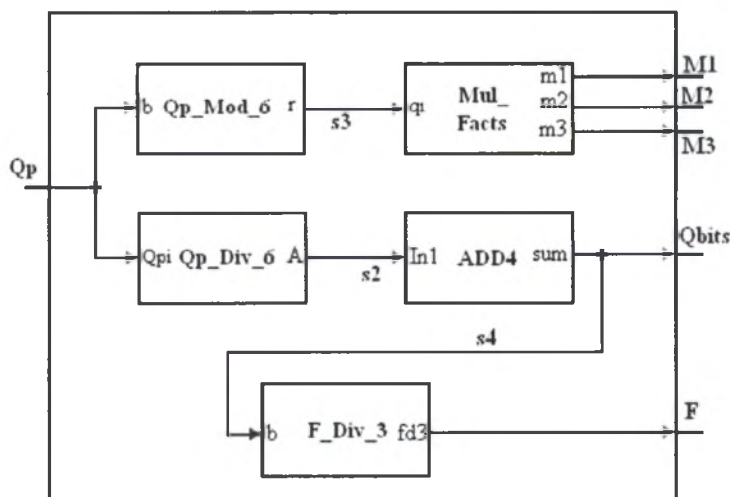 M1
m1
b Qp_Mod_6 r
qi
Mul_
Facts
m2
M2
s3
m3
M3
Qp
Qbits
Qpi Qp_Div_6 A
s2
In1 ADD4 sum
s4
F
b F_Div_3 fd3